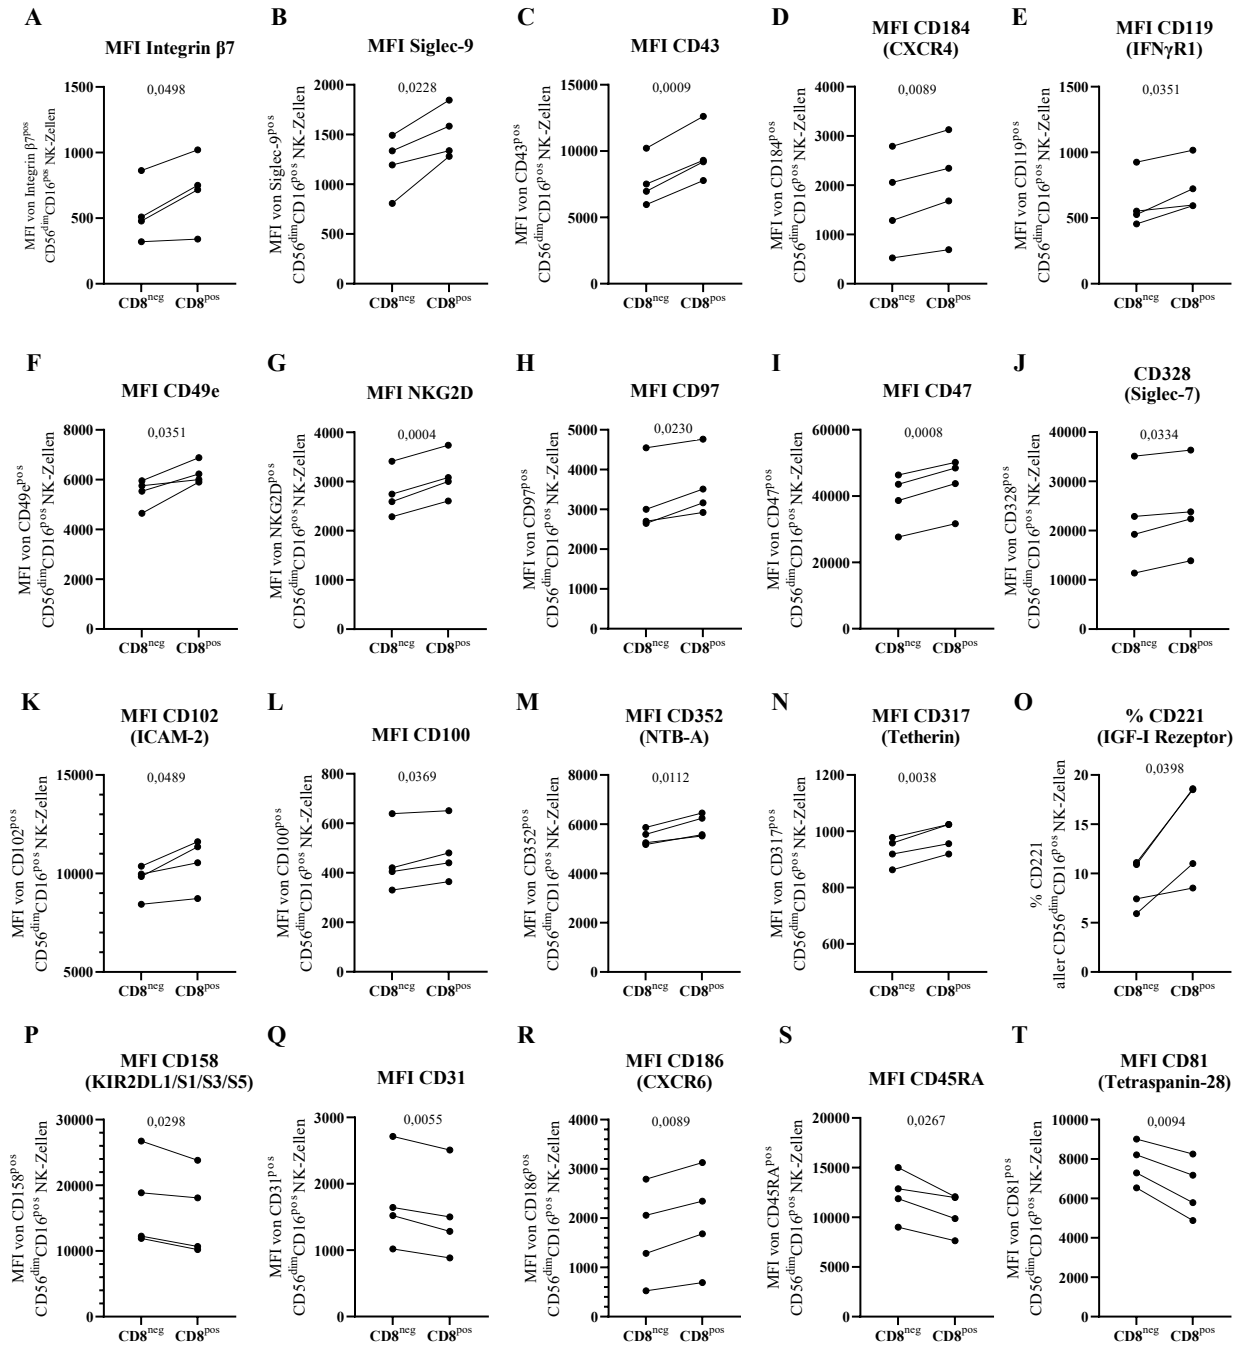 A
MFI Integrin β7
0,0498
MFI von Integrin β7pos
CD56dimCD16pos NK-Zellen
1500
1000
500
0
CD8neg CD8pos
B
MFI Siglec-9
0,0228
MFI von Siglec-9pos
CD56dimCD16pos NK-Zellen
2000
1500
1000
500
0
CD8neg CD8pos
C
MFI CD43
0,0009
MFI von CD43pos
CD56dimCD16pos NK-Zellen
15000
10000
5000
0
CD8neg CD8pos
D
MFI CD184
(CXCR4)
0,0089
MFI von CD184pos
CD56dimCD16pos NK-Zellen
4000
3000
2000
1000
0
CD8neg CD8pos
E
MFI CD119
(IFNγR1)
0,0351
MFI von CD119pos
CD56dimCD16pos NK-Zellen
1500
1000
500
0
CD8neg CD8pos
F
MFI CD49e
0,0351
MFI von CD49epos
CD56dimCD16pos NK-Zellen
8000
6000
4000
2000
0
CD8neg CD8pos
G
MFI NKG2D
0,0004
MFI von NKG2Dpos
CD56dimCD16pos NK-Zellen
4000
3000
2000
1000
0
CD8neg CD8pos
H
MFI CD97
0,0230
MFI von CD97pos
CD56dimCD16pos NK-Zellen
5000
4000
3000
2000
1000
0
CD8neg CD8pos
I
MFI CD47
0,0008
MFI von CD47pos
CD56dimCD16pos NK-Zellen
60000
40000
20000
0
CD8neg CD8pos
J
CD328
(Siglec-7)
0,0334
MFI von CD328pos
CD56dimCD16pos NK-Zellen
40000
30000
20000
10000
0
CD8neg CD8pos
K
MFI CD102
(ICAM-2)
0,0489
MFI von CD102pos
CD56dimCD16pos NK-Zellen
15000
10000
5000
CD8neg CD8pos
L
MFI CD100
0,0369
MFI von CD100pos
CD56dimCD16pos NK-Zellen
800
600
400
200
0
CD8neg CD8pos
M
MFI CD352
(NTB-A)
0,0112
MFI von CD352pos
CD56dimCD16pos NK-Zellen
8000
6000
4000
2000
0
CD8neg CD8pos
N
MFI CD317
(Tetherin)
0,0038
MFI von CD317pos
CD56dimCD16pos NK-Zellen
1200
1000
800
600
CD8neg CD8pos
O
% CD221
(IGF-I Rezeptor)
0,0398
% CD221
aller CD56dimCD16pos NK-Zellen
20
15
10
5
0
CD8neg CD8pos
P
MFI CD158
(KIR2DL1/S1/S3/S5)
0,0298
MFI von CD158pos
CD56dimCD16pos NK-Zellen
30000
20000
10000
0
CD8neg CD8pos
Q
MFI CD31
0,0055
MFI von CD31pos
CD56dimCD16pos NK-Zellen
3000
2000
1000
0
CD8neg CD8pos
R
MFI CD186
(CXCR6)
0,0089
MFI von CD186pos
CD56dimCD16pos NK-Zellen
4000
3000
2000
1000
0
CD8neg CD8pos
S
MFI CD45RA
0,0267
MFI von CD45RApos
CD56dimCD16pos NK-Zellen
20000
15000
10000
5000
0
CD8neg CD8pos
T
MFI CD81
(Tetraspanin-28)
0,0094
MFI von CD81pos
CD56dimCD16pos NK-Zellen
10000
8000
6000
4000
2000
0
CD8neg CD8pos